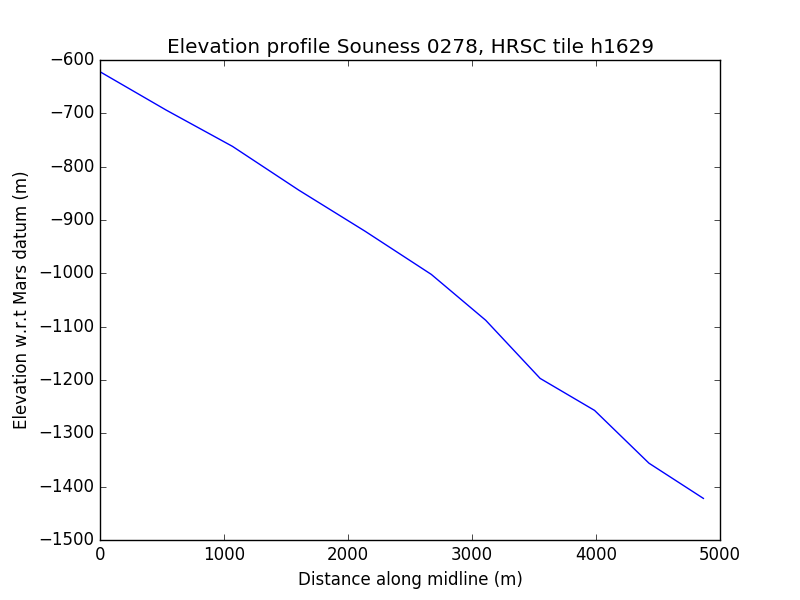 Elevation profile Souness 0278, HRSC tile h1629
−600
−700
−800
−900
−1000
−1100
−1200
−1300
−1400
−1500
Elevation w.r.t Mars datum (m)
0 1000 2000 3000 4000 5000
Distance along midline (m)